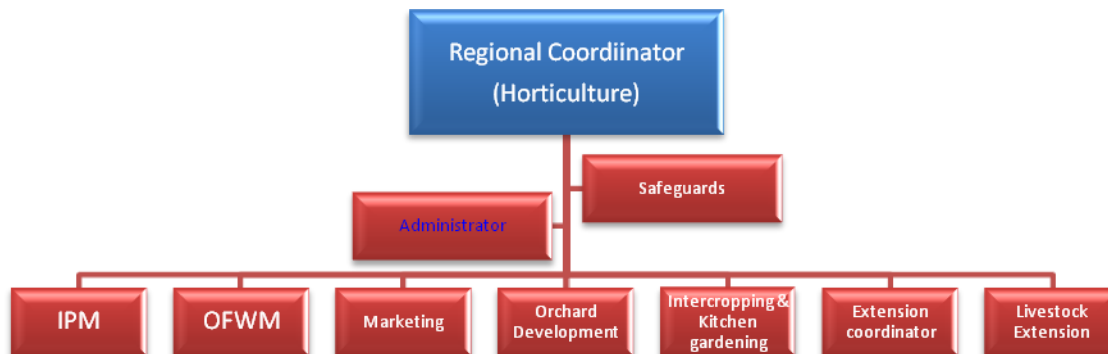 Regional Coordiinator
(Horticulture)
Safeguards
Administrator
IPM
OFWM
Marketing
Orchard
Development
Intercropping &
Kitchen
gardening
Extension
coordinator
Livestock
Extension